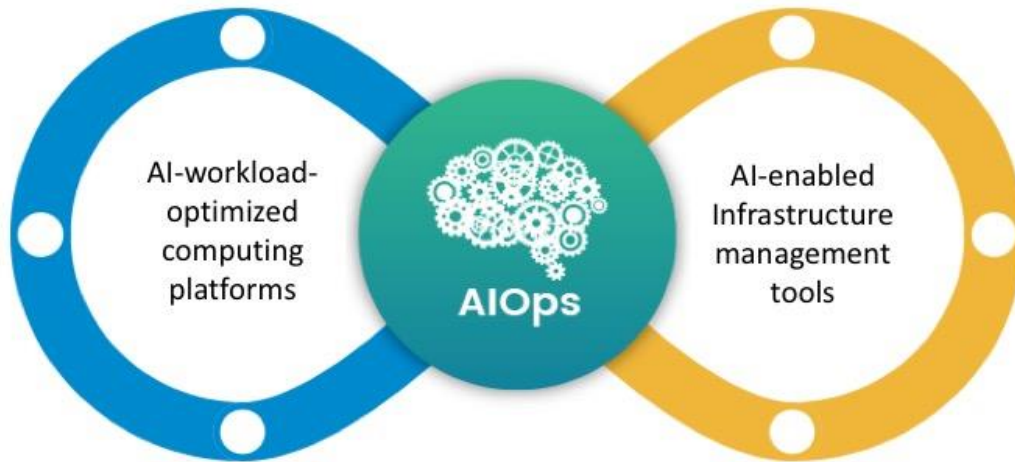 AI-workload-
optimized
computing
platforms
AIOps
AI-enabled
Infrastructure
management
tools